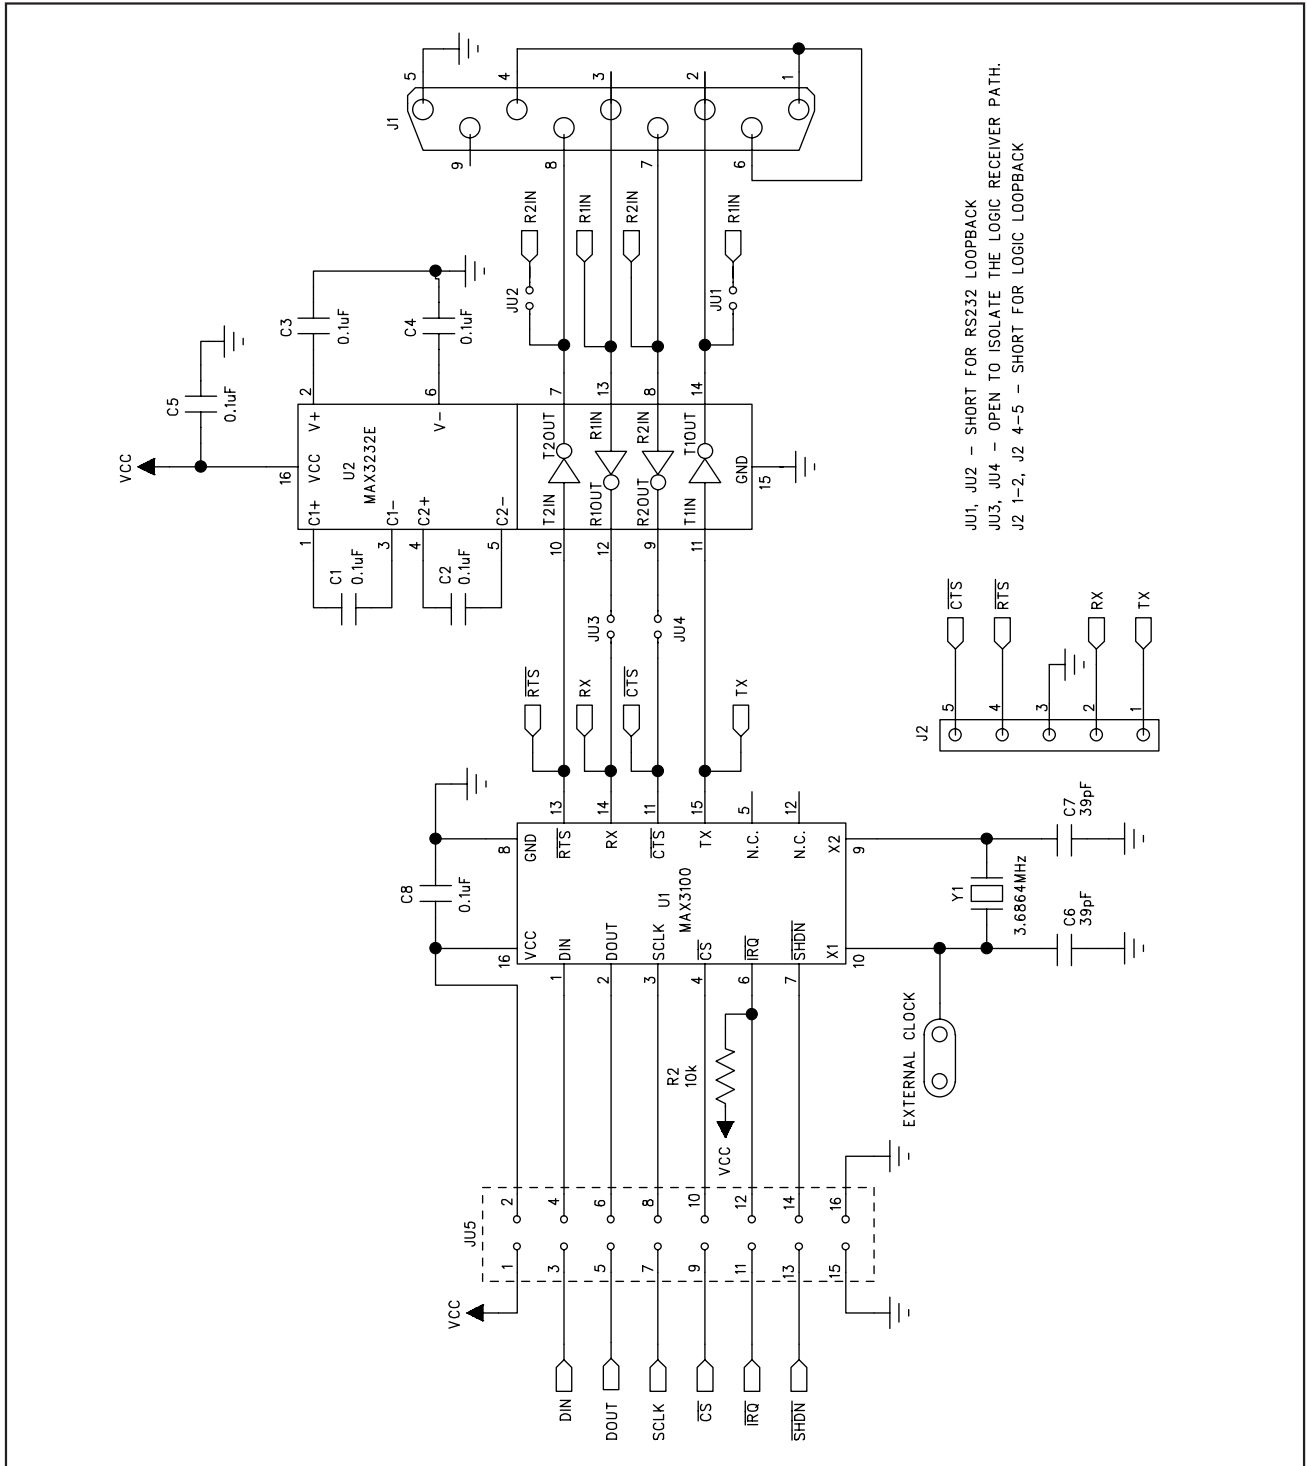 JU5
VCC
1
2
DIN
3
4
DOUT
5
6
SCLK
7
8
CS
9
10
IRQ
11
12
SHDN
13
14
15
16
R2
10k
VCC
EXTERNAL CLOCK
C8
0.1uF
U1
MAX3100
16
VCC
1
DIN
2
DOUT
3
SCLK
4
CS
6
IRQ
7
SHDN
10
X1
8
GND
13
RTS
14
RX
11
CTS
15
TX
5
N.C.
12
N.C.
9
X2
Y1
3.6864MHz
C6
39pF
C7
39pF
RTS
RX
CTS
TX
JU3
JU4
J2
5
CTS
4
RTS
3
2
RX
1
TX
C1
0.1uF
C2
0.1uF
VCC
C5
0.1uF
U2
MAX3232E
1
C1+
3
C1-
4
C2+
5
C2-
16
VCC
2
V+
6
V-
10
T2IN
T2OUT
7
12
R1OUT
R1IN
13
9
R2OUT
R2IN
8
11
T1IN
T1OUT
14
GND
15
C3
0.1uF
C4
0.1uF
JU2
R2IN
R1IN
R2IN
JU1
R1IN
J1
5
9
4
8
3
7
2
6
1
JU1, JU2 - SHORT FOR RS232 LOOPBACK
JU3, JU4 - OPEN TO ISOLATE THE LOGIC RECEIVER PATH.
J2 1-2, J2 4-5 - SHORT FOR LOGIC LOOPBACK